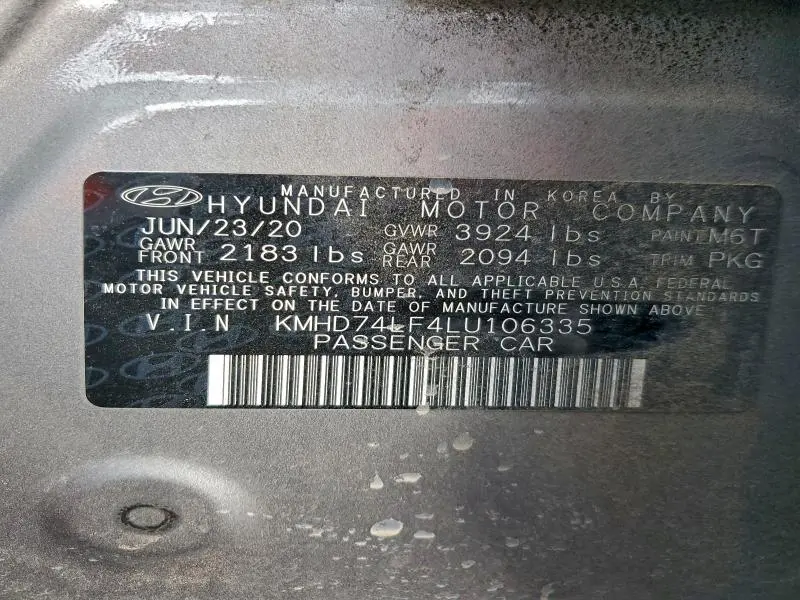 MANUFACTURED IN KOREA BY
HYUNDAI MOTOR COMPANY
JUN/23/20 GVWR 3924 lbs PAINT M6T
GAWR FRONT 2183 lbs GAWR REAR 2094 lbs TRIM PKG
THIS VEHICLE CONFORMS TO ALL APPLICABLE U.S.A. FEDERAL
MOTOR VEHICLE SAFETY, BUMPER, AND THEFT PREVENTION STANDARDS
IN EFFECT ON THE DATE OF MANUFACTURE SHOWN ABOVE
V.I.N KMHD74LF4LU106335
PASSENGER CAR